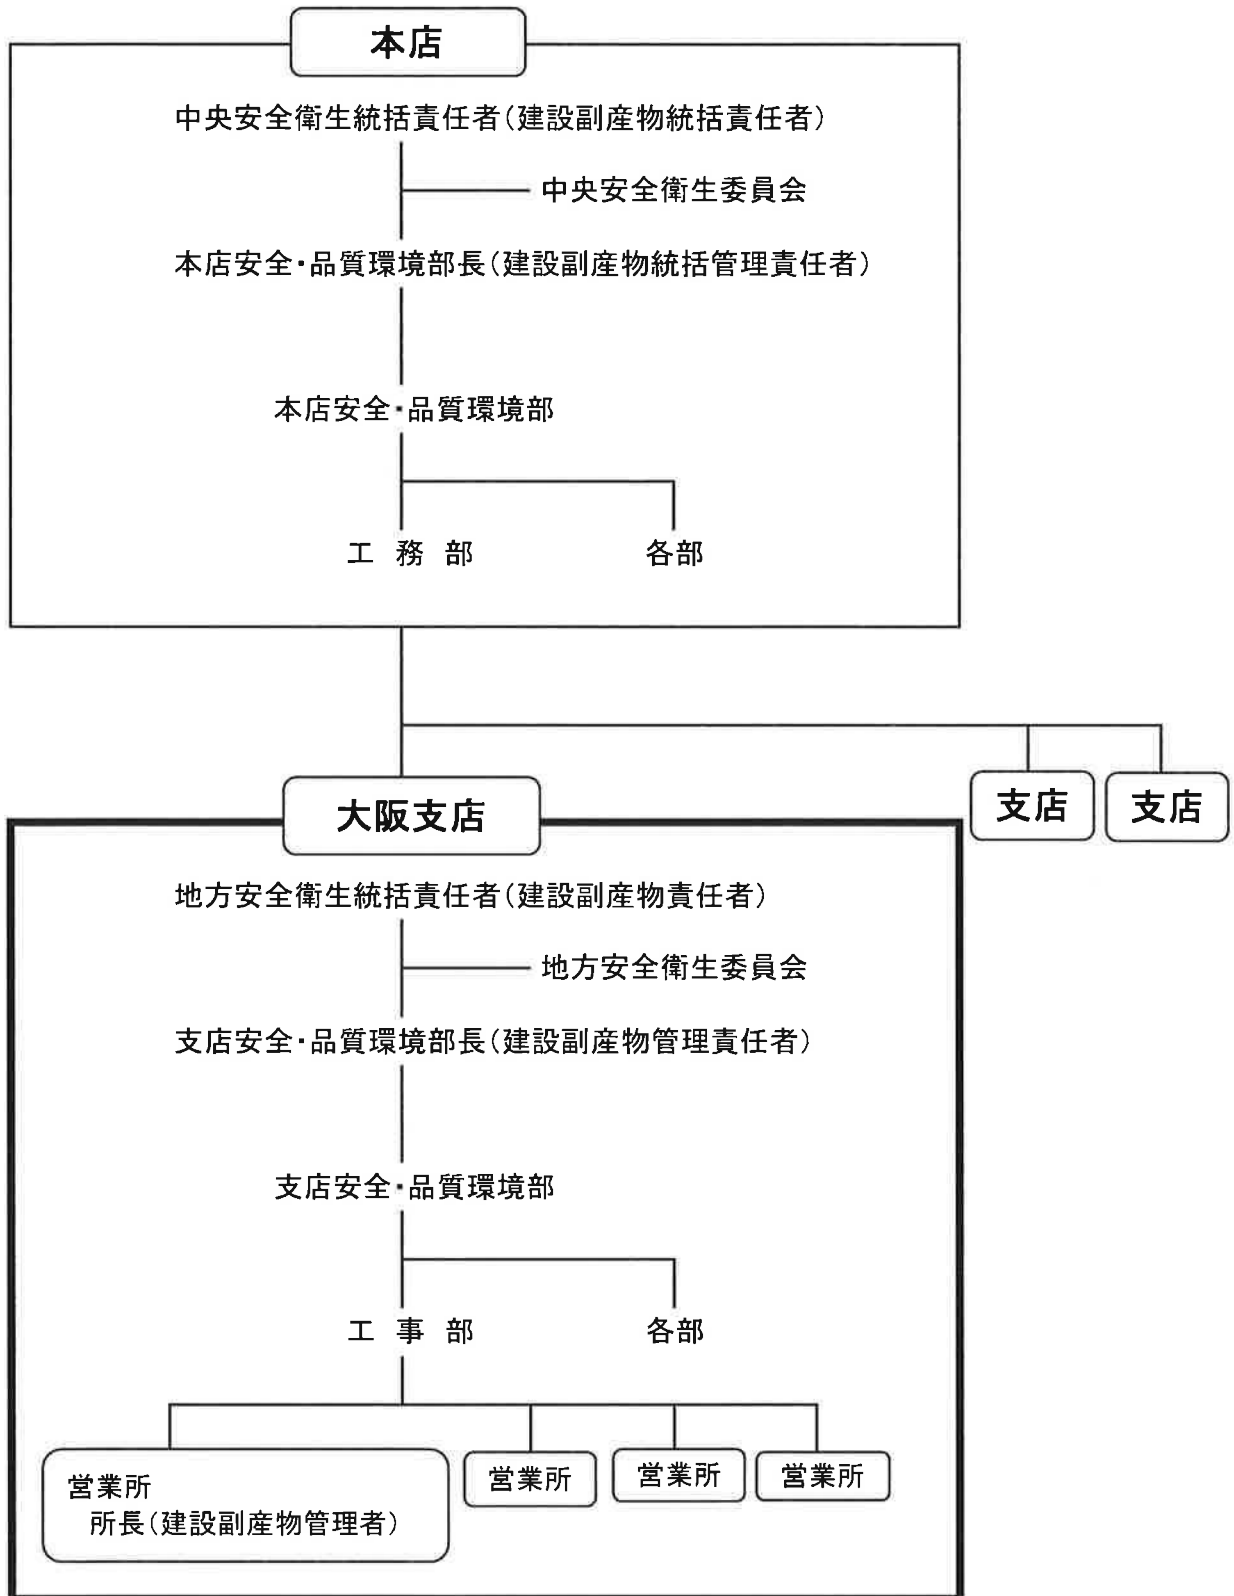 本店
中央安全衛生統括責任者(建設副産物統括責任者)
中央安全衛生委員会
本店安全・品質環境部長(建設副産物統括管理責任者)
本店安全・品質環境部
工 務 部
各部
支店
支店
大阪支店
地方安全衛生統括責任者(建設副産物責任者)
地方安全衛生委員会
支店安全・品質環境部長(建設副産物管理責任者)
支店安全・品質環境部
工 事 部
各部
営業所
所長(建設副産物管理者)
営業所
営業所
営業所